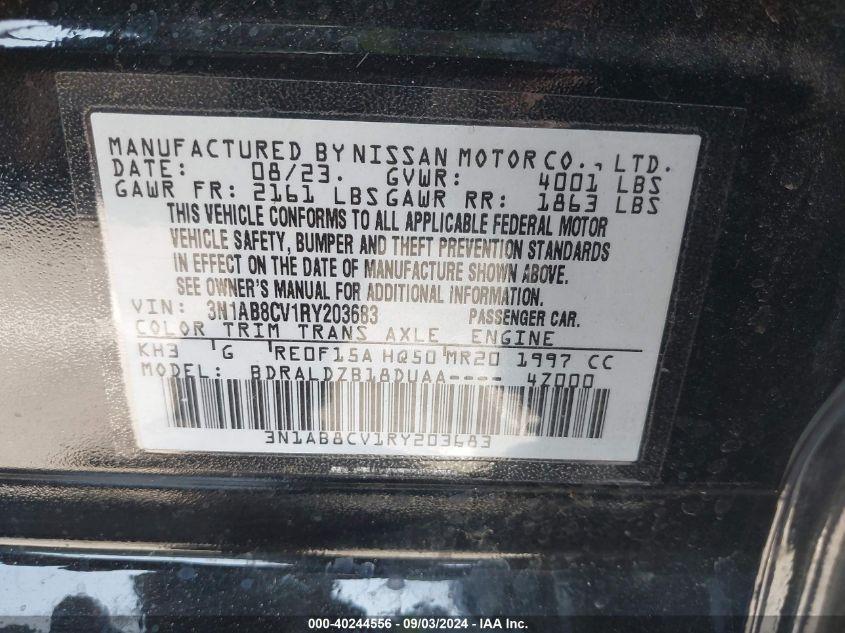 MANUFACTURED BY NISSAN MOTOR CO., LTD.
DATE: 08/23. GVWR: 4001 LBS
GAWR FR: 2161 LBS GAWR RR: 1863 LBS
THIS VEHICLE CONFORMS TO ALL APPLICABLE FEDERAL MOTOR
VEHICLE SAFETY, BUMPER AND THEFT PREVENTION STANDARDS
IN EFFECT ON THE DATE OF MANUFACTURE SHOWN ABOVE.
SEE OWNER'S MANUAL FOR ADDITIONAL INFORMATION.
VIN: 3N1AB8CV1RY203683 PASSENGER CAR.
COLOR TRIM TRANS AXLE ENGINE
KH3 G RE0F15A HQ50 MR20 1997 CC
MODEL: BDRALDZB18DUAA---- 4Z000
3N1AB8CV1RY203683
000-40244556 - 09/03/2024 - IAA Inc.